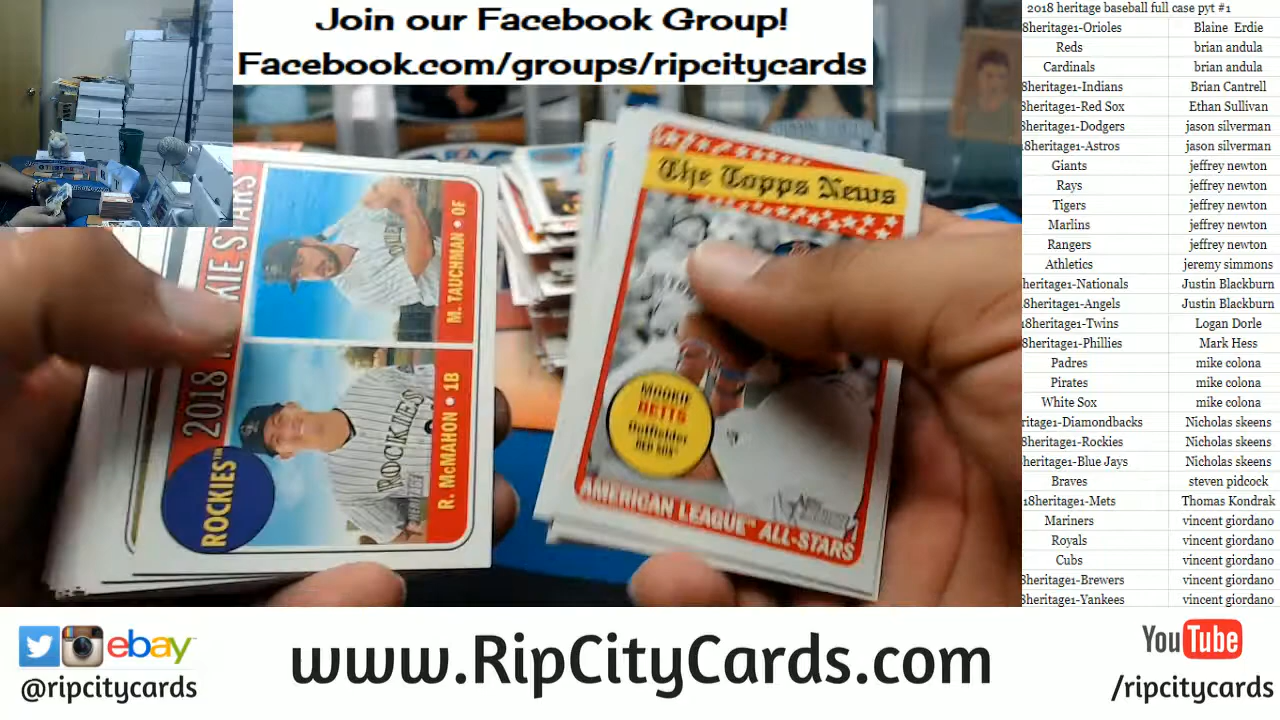 Join our Facebook Group!
Facebook.com/groups/ripcitycards
2018 heritage baseball full case pyt #1
8heritage1-Orioles Blaine Erdie
Reds brian andula
Cardinals brian andula
18heritage1-Indians Brian Cantrell
8heritage1-Red Sox Ethan Sullivan
8heritage1-Dodgers jason silverman
8heritage1-Astros jason silverman
Giants jeffrey newton
Rays jeffrey newton
Tigers jeffrey newton
Marlins jeffrey newton
Rangers jeffrey newton
Athletics jeremy simmons
heritage1-Nationals Justin Blackburn
8heritage1-Angels Justin Blackburn
8heritage1-Twins Logan Dorle
8heritage1-Phillies Mark Hess
Padres mike colona
Pirates mike colona
White Sox mike colona
ritage1-Diamondbacks Nicholas skeens
8heritage1-Rockies Nicholas skeens
heritage1-Blue Jays Nicholas skeens
Braves steven pidcock
18heritage1-Mets Thomas Kondrak
Mariners vincent giordano
Royals vincent giordano
Cubs vincent giordano
8heritage1-Brewers vincent giordano
8heritage1-Yankees vincent giordano
2018 KIE STARS
ROCKIES™
M. TAUCHMAN • OF
R. McMAHON • 1B
ROCKIES
The Topps News
MOOKIE
BETTS
Outfielder
RED SOX
AMERICAN LEAGUE™ ALL-STARS
ebay™
@ripcitycards
www.RipCityCards.com
YouTube
/ripcitycards